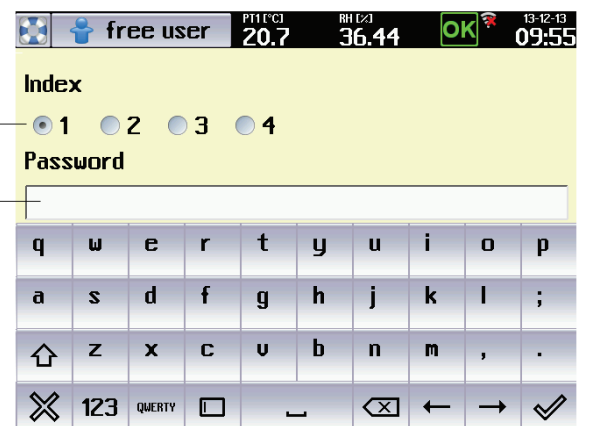 free user PT1 [°C] RH [%] OK 13-12-13
20.7 36.44 09:55
Index
1 2 3 4
Password
q w e r t y u i o p
a s d f g h j k l ;
z x c v b n m , .
123 QWERTY